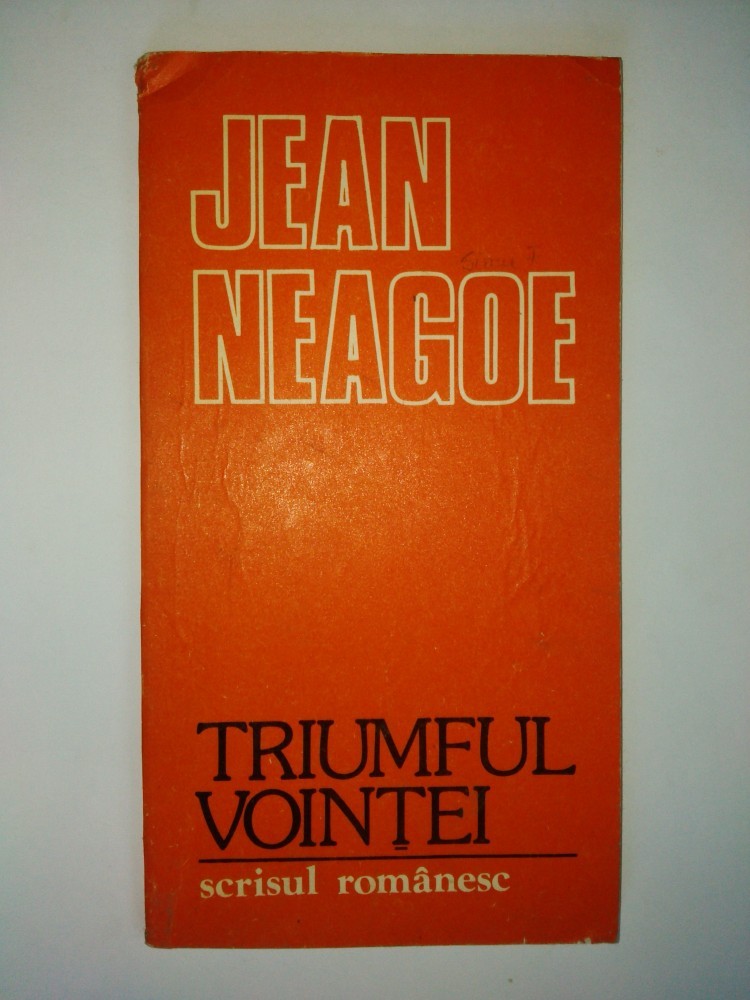 JEAN
NEAGOE
TRIUMFUL
VOINȚEI
scrisul românesc